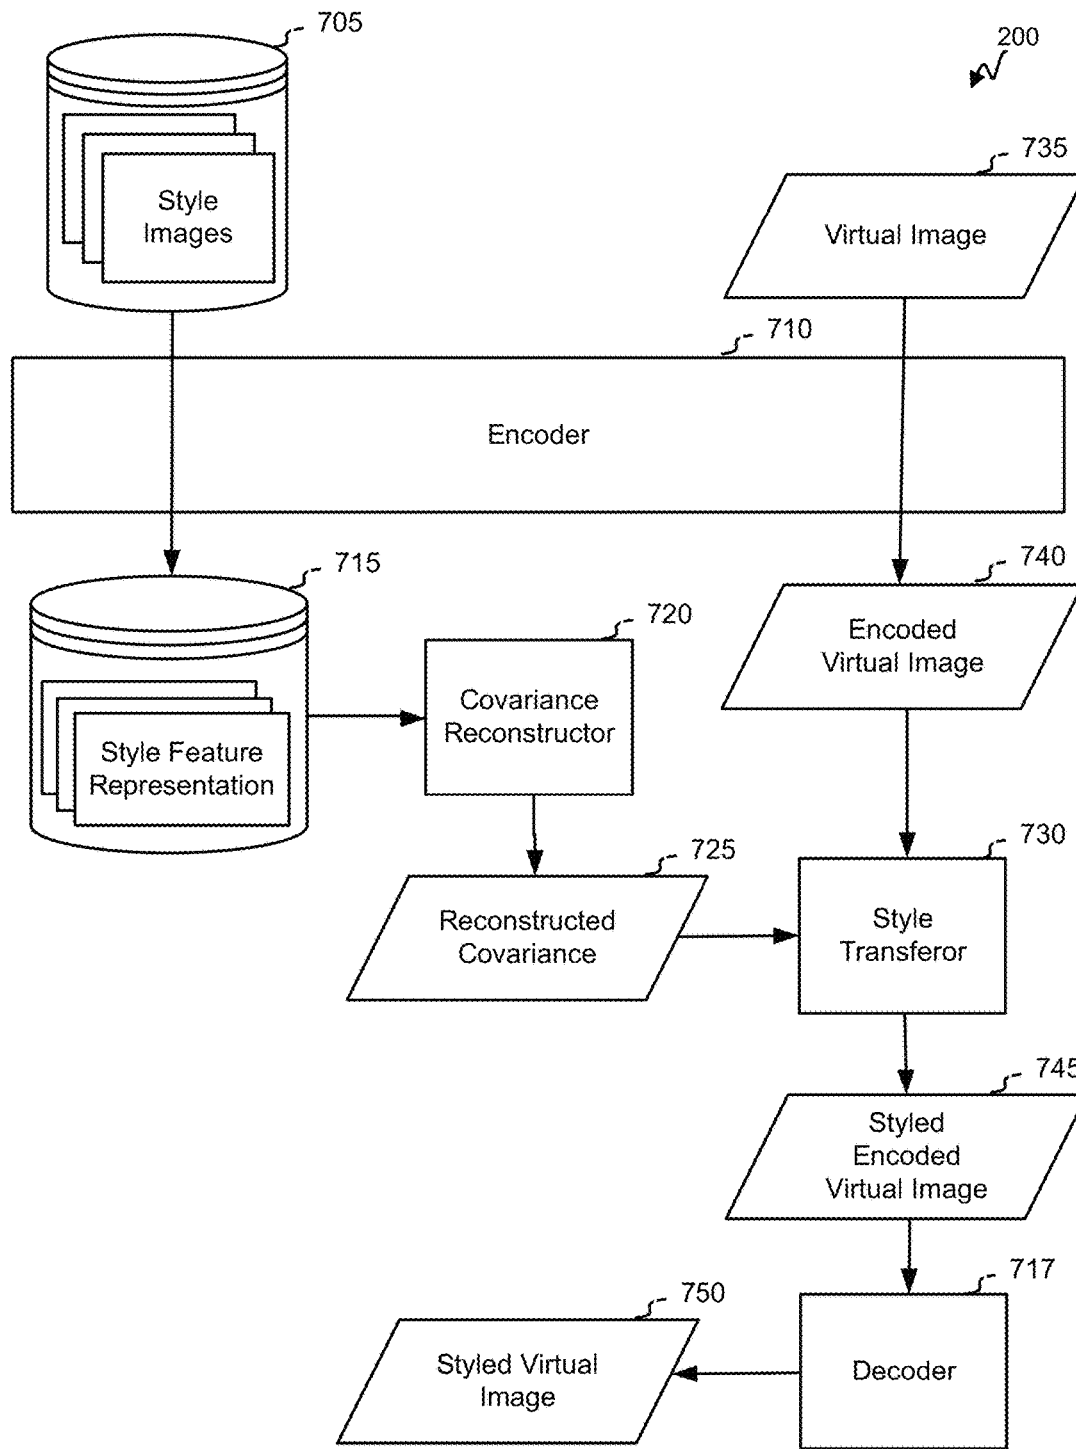 705
200
Style
Images
735
Virtual Image
710
Encoder
715
Style Feature
Representation
720
Covariance
Reconstructor
740
Encoded
Virtual Image
725
Reconstructed
Covariance
730
Style
Transferor
745
Styled
Encoded
Virtual Image
717
Decoder
750
Styled Virtual
Image